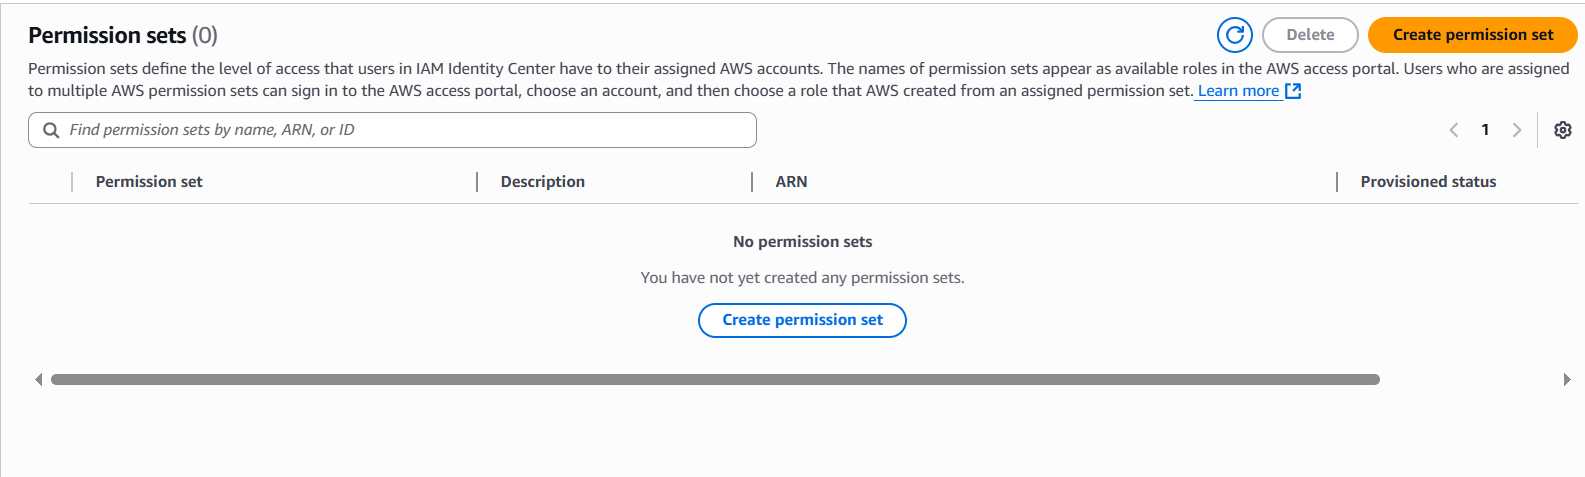 Permission sets (0)
Delete
Create permission set
Permission sets define the level of access that users in IAM Identity Center have to their assigned AWS accounts. The names of permission sets appear as available roles in the AWS access portal. Users who are assigned
to multiple AWS permission sets can sign in to the AWS access portal, choose an account, and then choose a role that AWS created from an assigned permission set. Learn more
Find permission sets by name, ARN, or ID
1
Permission set
Description
ARN
Provisioned status
No permission sets
You have not yet created any permission sets.
Create permission set